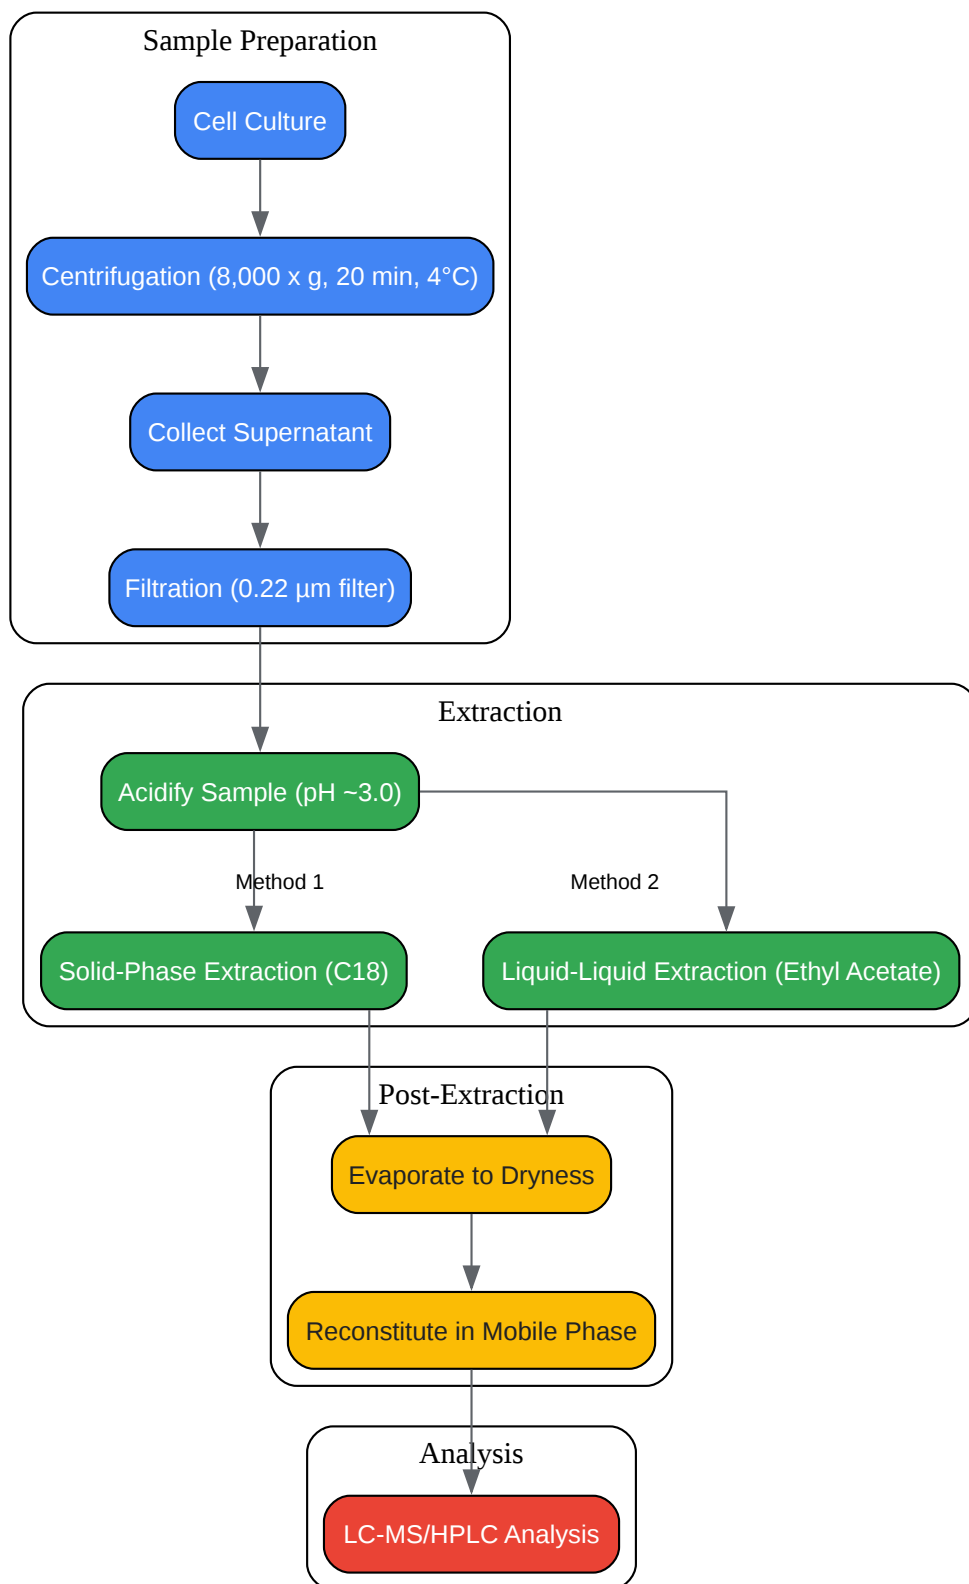 Sample Preparation
Cell Culture
Centrifugation (8,000 x g, 20 min, 4°C)
Collect Supernatant
Filtration (0.22 µm filter)
Extraction
Acidify Sample (pH ~3.0)
Method 1
Method 2
Solid-Phase Extraction (C18)
Liquid-Liquid Extraction (Ethyl Acetate)
Post-Extraction
Evaporate to Dryness
Reconstitute in Mobile Phase
Analysis
LC-MS/HPLC Analysis